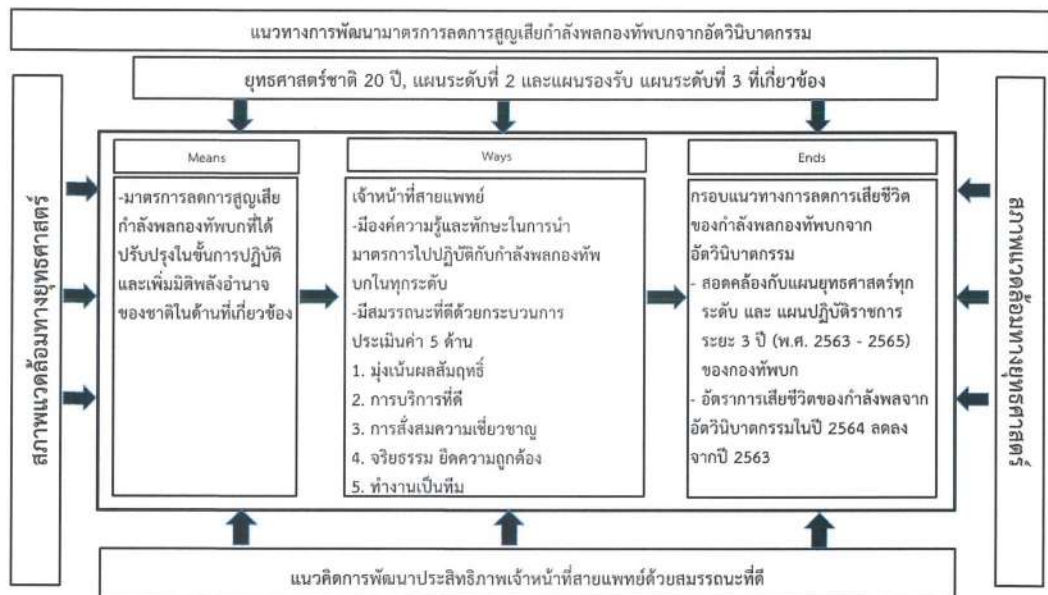 แนวทางการพัฒนามาตรการลดการสูญเสียกำลังพลกองทัพบกจากอัตวินิบาตกรรม
ยุทธศาสตร์ชาติ 20 ปี, แผนระดับที่ 2 และแผนรองรับ แผนระดับที่ 3 ที่เกี่ยวข้อง
สภาพแวดล้อมทางยุทธศาสตร์
Means
-มาตรการลดการสูญเสีย
กำลังพลกองทัพบกที่ได้
ปรับปรุงในขั้นการปฏิบัติ
และเพิ่มมิติพลังอำนาจ
ของชาติในด้านที่เกี่ยวข้อง
Ways
เจ้าหน้าที่สายแพทย์
-มีองค์ความรู้และทักษะในการนำ
มาตรการไปปฏิบัติกับกำลังพลกองทัพ
บกในทุกระดับ
-มีสมรรถนะที่ดีด้วยกระบวนการ
ประเมินค่า 5 ด้าน
1. มุ่งเน้นผลสัมฤทธิ์
2. การบริการที่ดี
3. การสั่งสมความเชี่ยวชาญ
4. จริยธรรม ยึดความถูกต้อง
5. ทำงานเป็นทีม
Ends
กรอบแนวทางการลดการเสียชีวิต
ของกำลังพลกองทัพบกจาก
อัตวินิบาตกรรม
- สอดคล้องกับแผนยุทธศาสตร์ทุก
ระดับ และ แผนปฏิบัติราชการ
ระยะ 3 ปี (พ.ศ. 2563 - 2565)
ของกองทัพบก
- อัตราการเสียชีวิตของกำลังพลจาก
อัตวินิบาตกรรมในปี 2564 ลดลง
จากปี 2563
สภาพแวดล้อมทางยุทธศาสตร์
แนวคิดการพัฒนาประสิทธิภาพเจ้าหน้าที่สายแพทย์ด้วยสมรรถนะที่ดี